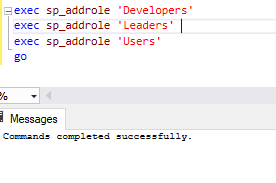 exec sp_addrole 'Developers'
exec sp_addrole 'Leaders'
exec sp_addrole 'Users'
go
%
Messages
Commands completed successfully.